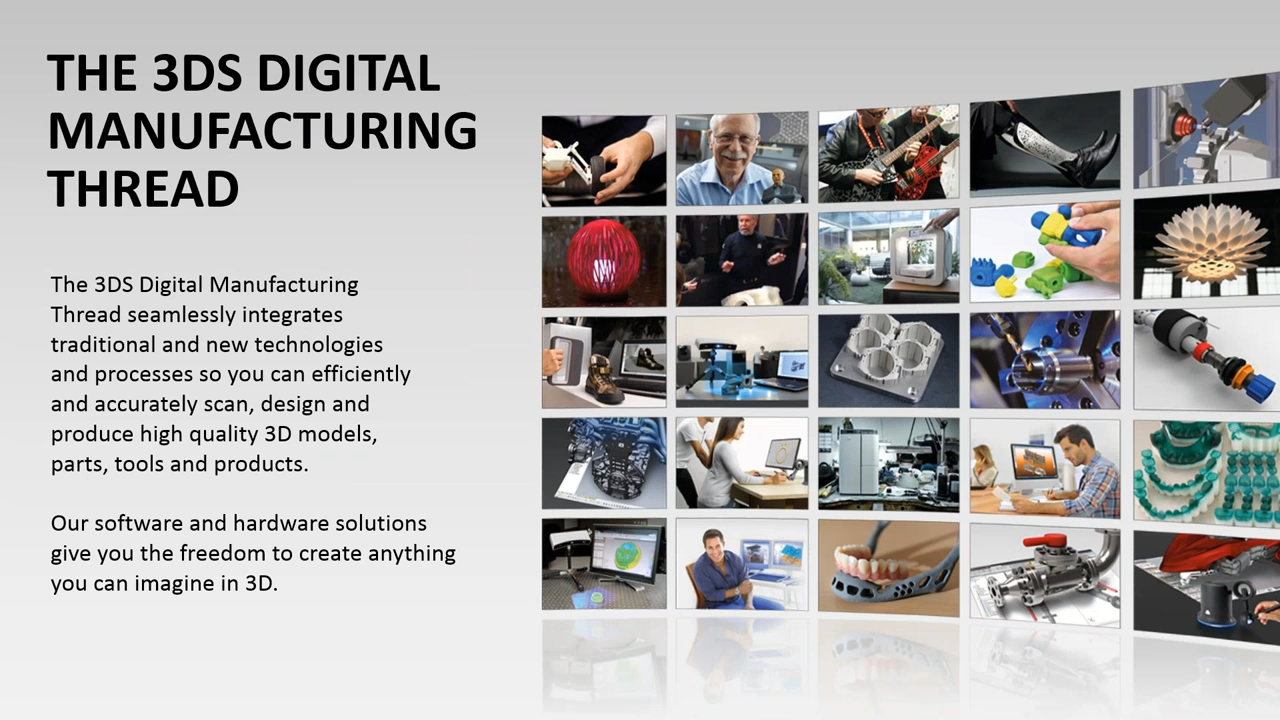 THE 3DS DIGITAL
MANUFACTURING
THREAD
The 3DS Digital Manufacturing
Thread seamlessly integrates
traditional and new technologies
and processes so you can efficiently
and accurately scan, design and
produce high quality 3D models,
parts, tools and products.
Our software and hardware solutions
give you the freedom to create anything
you can imagine in 3D.